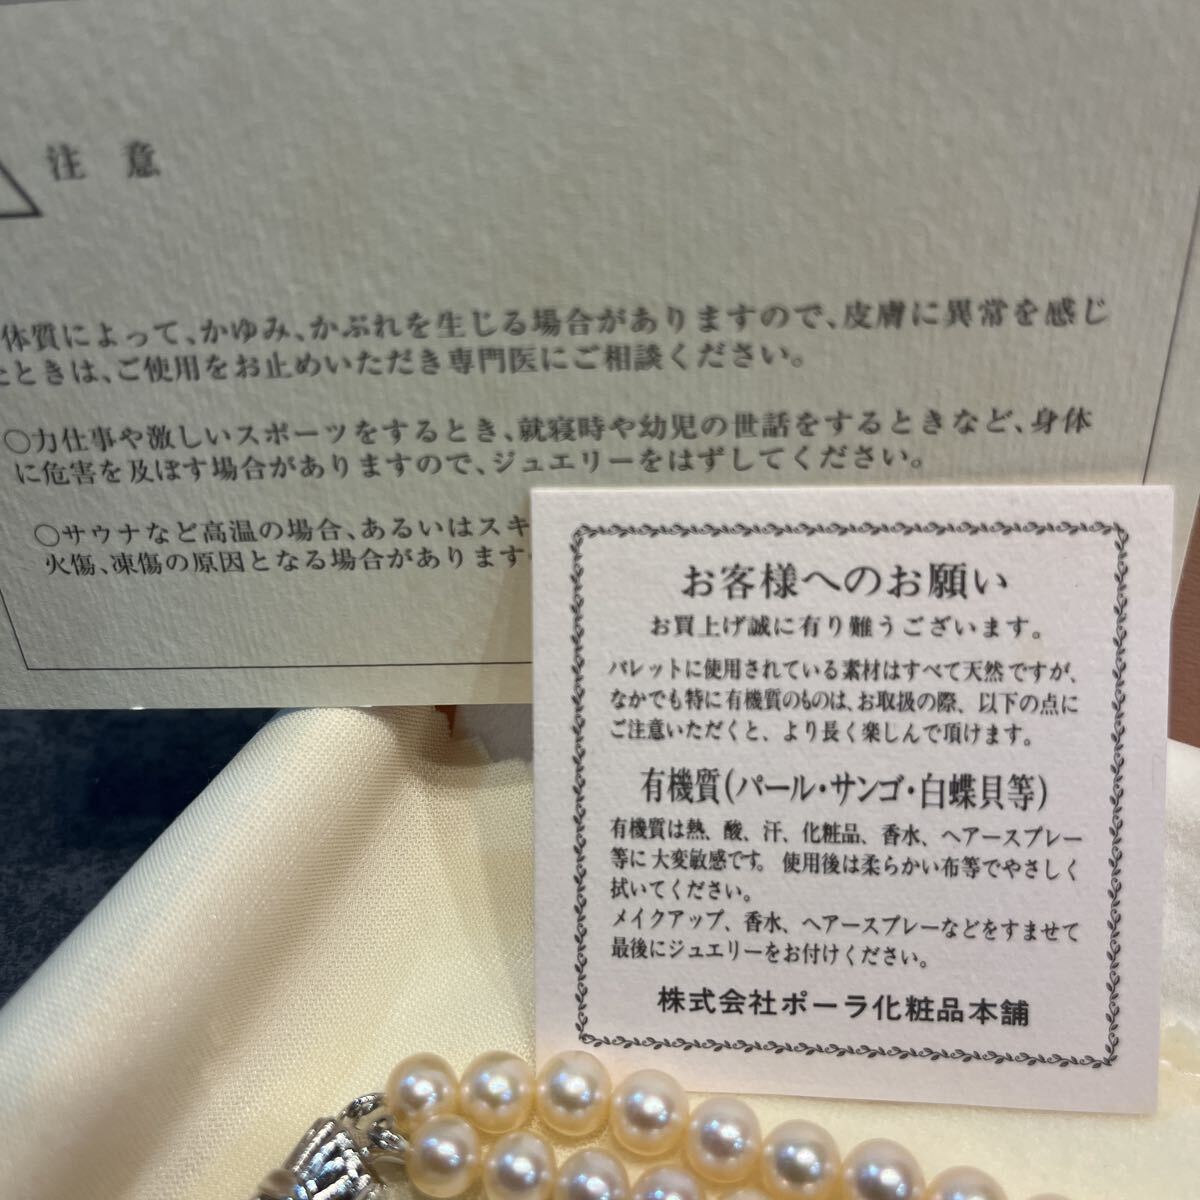 注意
体質によって、かゆみ、かぶれを生じる場合がありますので、皮膚に異常を感じ
たときは、ご使用をお止めいただき専門医にご相談ください。
○力仕事や激しいスポーツをするとき、就寝時や幼児の世話をするときなど、身体
に危害を及ぼす場合がありますので、ジュエリーをはずしてください。
○サウナなど高温の場合、あるいはスキ
火傷、凍傷の原因となる場合があります
お客様へのお願い
お買上げ誠に有り難うございます。
パレットに使用されている素材はすべて天然ですが、
なかでも特に有機質のものは、お取扱の際、以下の点に
ご注意いただくと、より長く楽しんで頂けます。
有機質(パール・サンゴ・白蝶貝等)
有機質は熱、酸、汗、化粧品、香水、ヘアースプレー
等に大変敏感です。使用後は柔らかい布等でやさしく
拭いてください。
メイクアップ、香水、ヘアースプレーなどをすませて
最後にジュエリーをお付けください。
株式会社ポーラ化粧品本舗